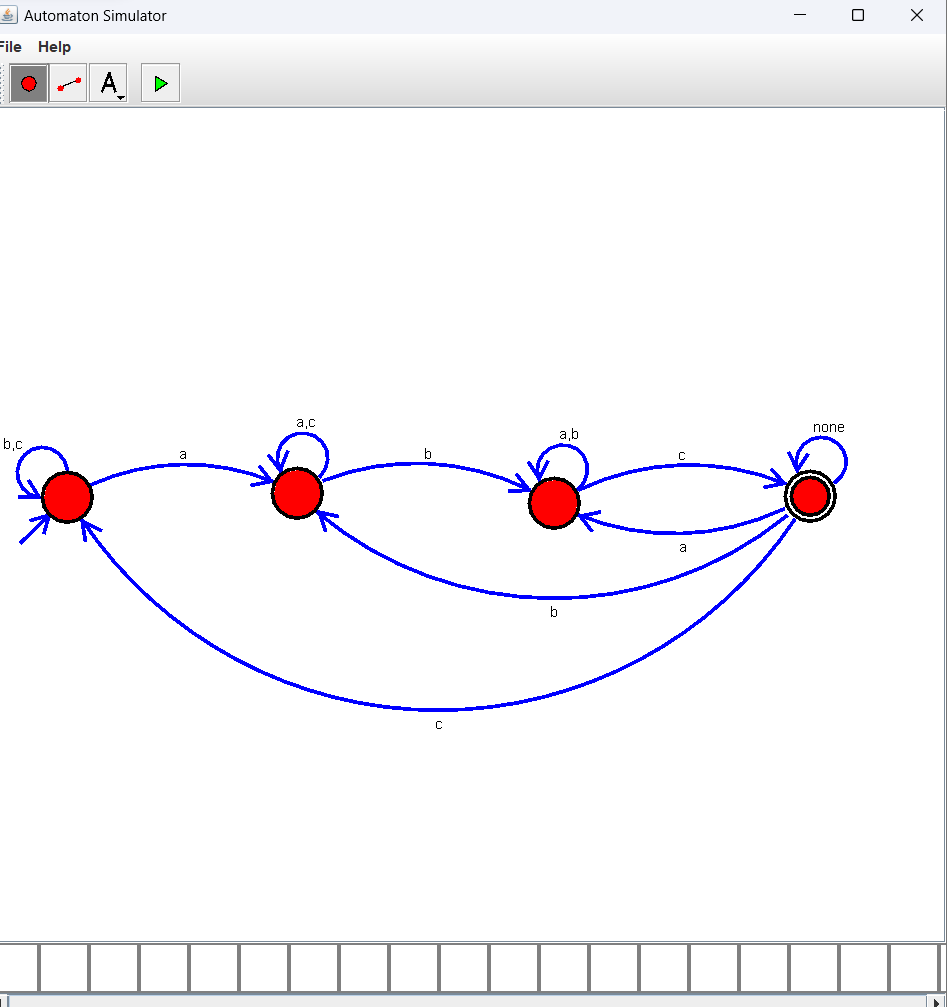 Automaton Simulator
File Help
A
b,c
a
a,c
b
a,b
c
none
a
b
c